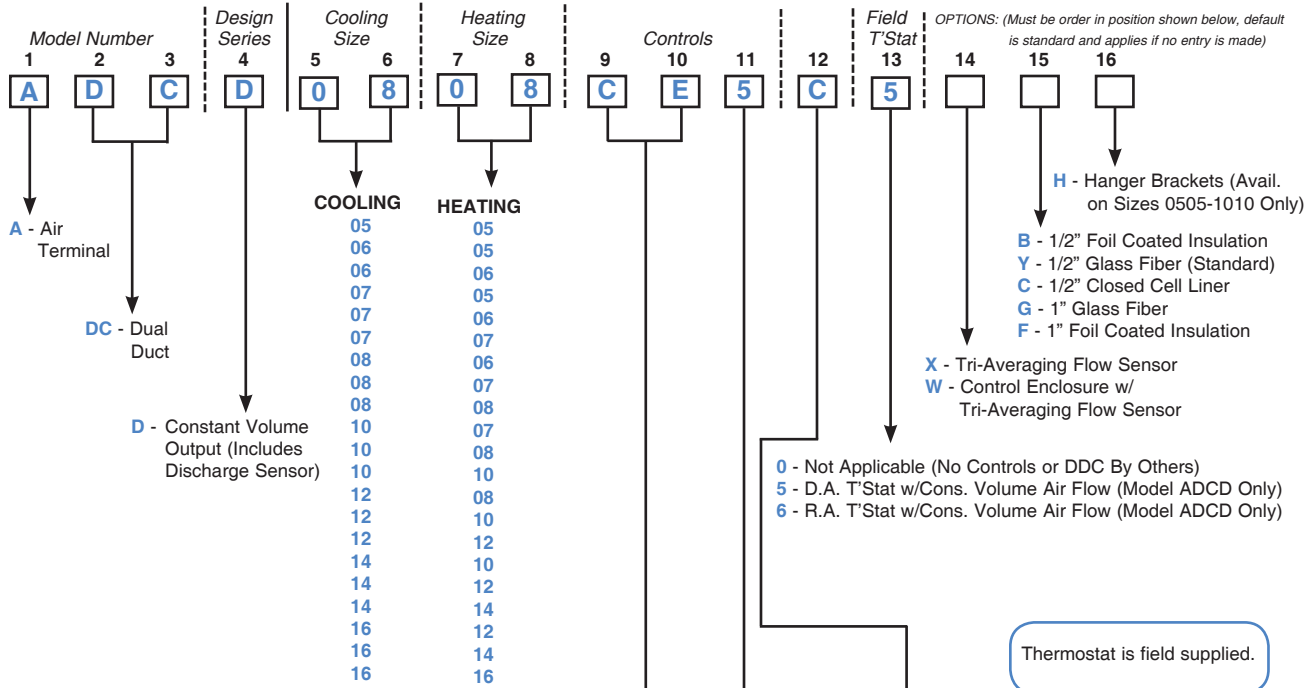 Model Number
Design
Series
Cooling
Size
Heating
Size
Controls
Field
T'Stat
OPTIONS: (Must be order in position shown below, default
is standard and applies if no entry is made)
1 2 3 4 5 6 7 8 9 10 11 12 13 14 15 16
A D C D 0 8 0 8 C E 5 C 5
A - Air
Terminal
DC - Dual
Duct
D - Constant Volume
Output (Includes
Discharge Sensor)
COOLING HEATING
05 05
06 05
06 06
07 05
07 06
07 07
08 06
08 07
08 08
10 07
10 08
10 10
12 08
12 10
12 12
14 10
14 12
14 14
16 12
16 14
16 16
H - Hanger Brackets (Avail.
on Sizes 0505-1010 Only)
B - 1/2” Foil Coated Insulation
Y - 1/2” Glass Fiber (Standard)
C - 1/2” Closed Cell Liner
G - 1” Glass Fiber
F - 1” Foil Coated Insulation
X - Tri-Averaging Flow Sensor
W - Control Enclosure w/
Tri-Averaging Flow Sensor
0 - Not Applicable (No Controls or DDC By Others)
5 - D.A. T'Stat w/Cons. Volume Air Flow (Model ADCD Only)
6 - R.A. T'Stat w/Cons. Volume Air Flow (Model ADCD Only)
Thermostat is field supplied.